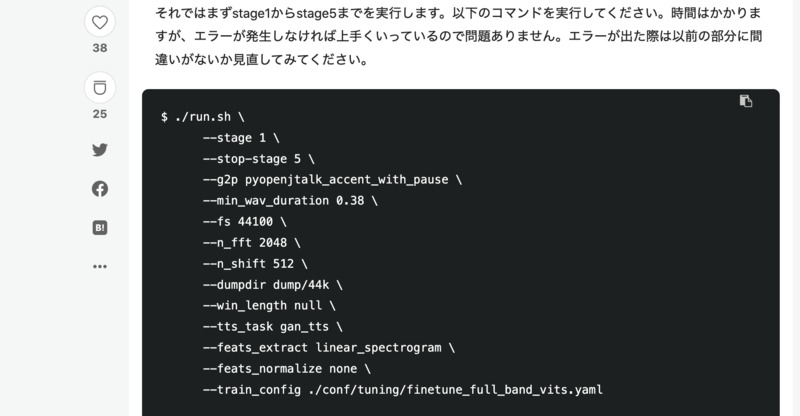 それではまずstage1からstage5までを実行します。以下のコマンドを実行してください。時間はかかりま
すが、エラーが発生しなければ上手くいっているので問題ありません。エラーが出た際は以前の部分に間
違いがないか見直してみてください。
38
25
B!
$ ./run.sh \
--stage 1 \
--stop-stage 5 \
--g2p pyopenjtalk_accent_with_pause \
--min_wav_duration 0.38 \
--fs 44100 \
--n_fft 2048 \
--n_shift 512 \
--dumpdir dump/44k \
--win_length null \
--tts_task gan_tts \
--feats_extract linear_spectrogram \
--feats_normalize none \
--train_config ./conf/tuning/finetune_full_band_vits.yaml